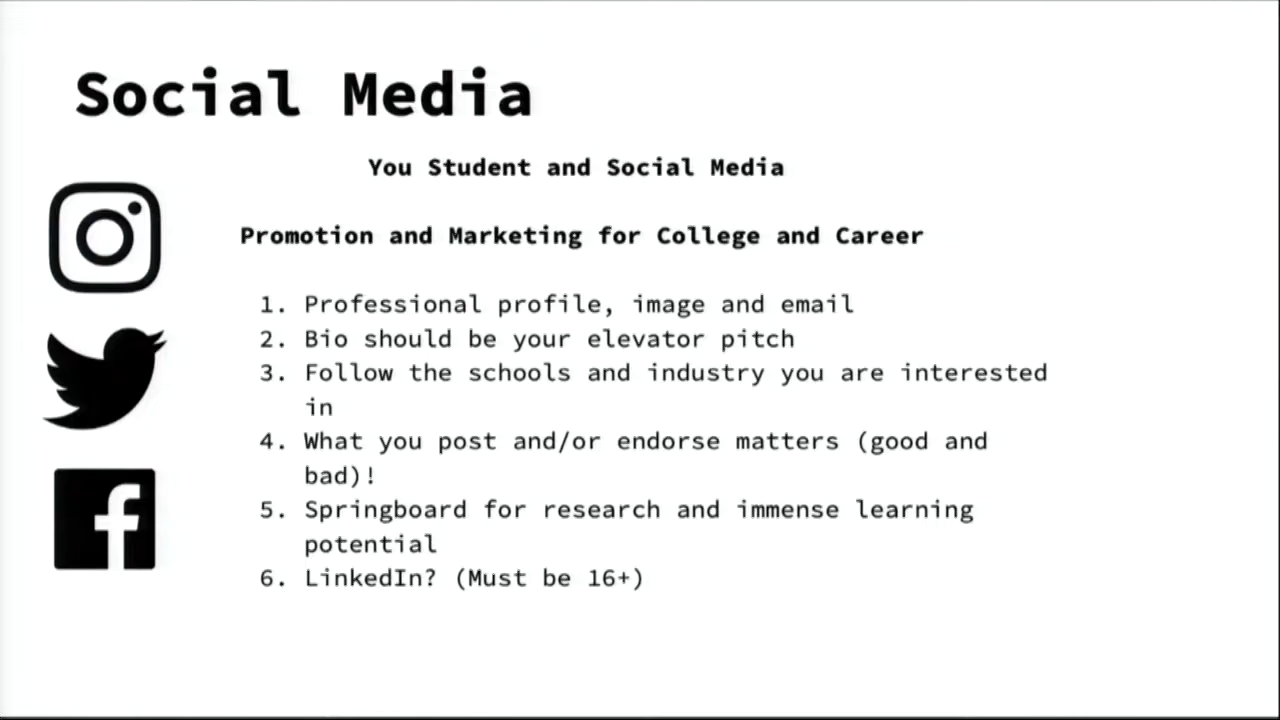 Social Media
You Student and Social Media
Promotion and Marketing for College and Career
1. Professional profile, image and email
2. Bio should be your elevator pitch
3. Follow the schools and industry you are interested
in
4. What you post and/or endorse matters (good and
bad)!
5. Springboard for research and immense learning
potential
6. LinkedIn? (Must be 16+)